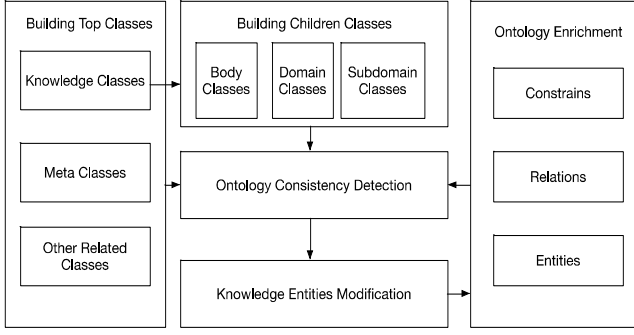 Building Top Classes
Knowledge Classes
Meta Classes
Other Related
Classes
Building Children Classes
Body
Classes
Domain
Classes
Subdomain
Classes
Ontology Consistency Detection
Knowledge Entities Modification
Ontology Enrichment
Constrains
Relations
Entities